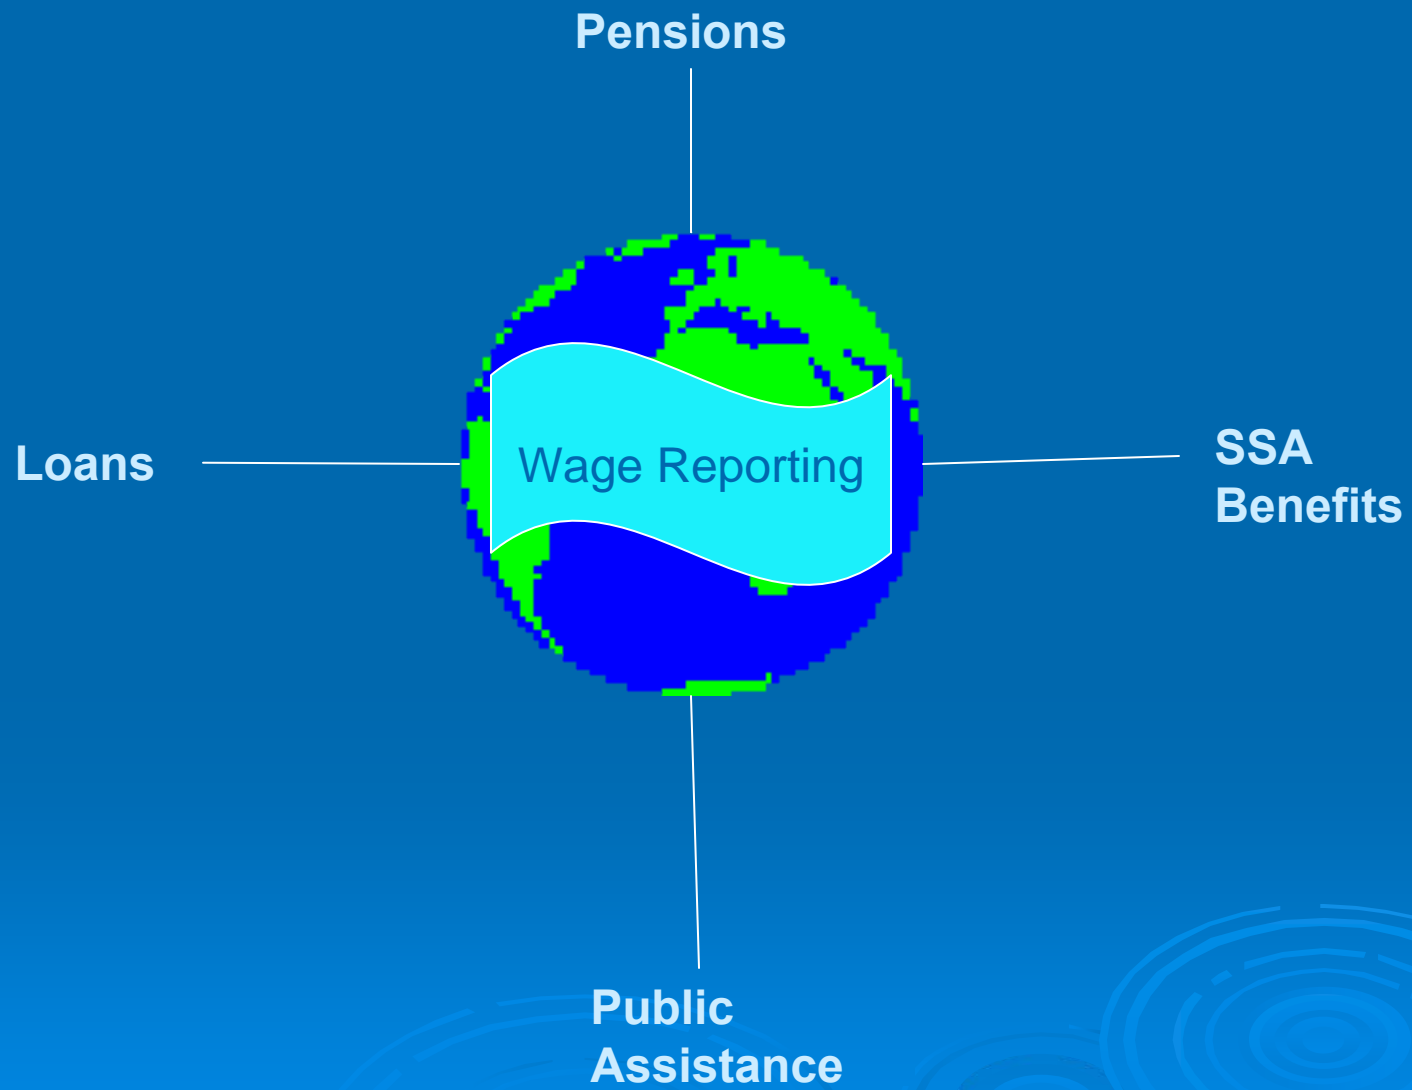 Pensions
Loans
Wage Reporting
SSA
Benefits
Public
Assistance